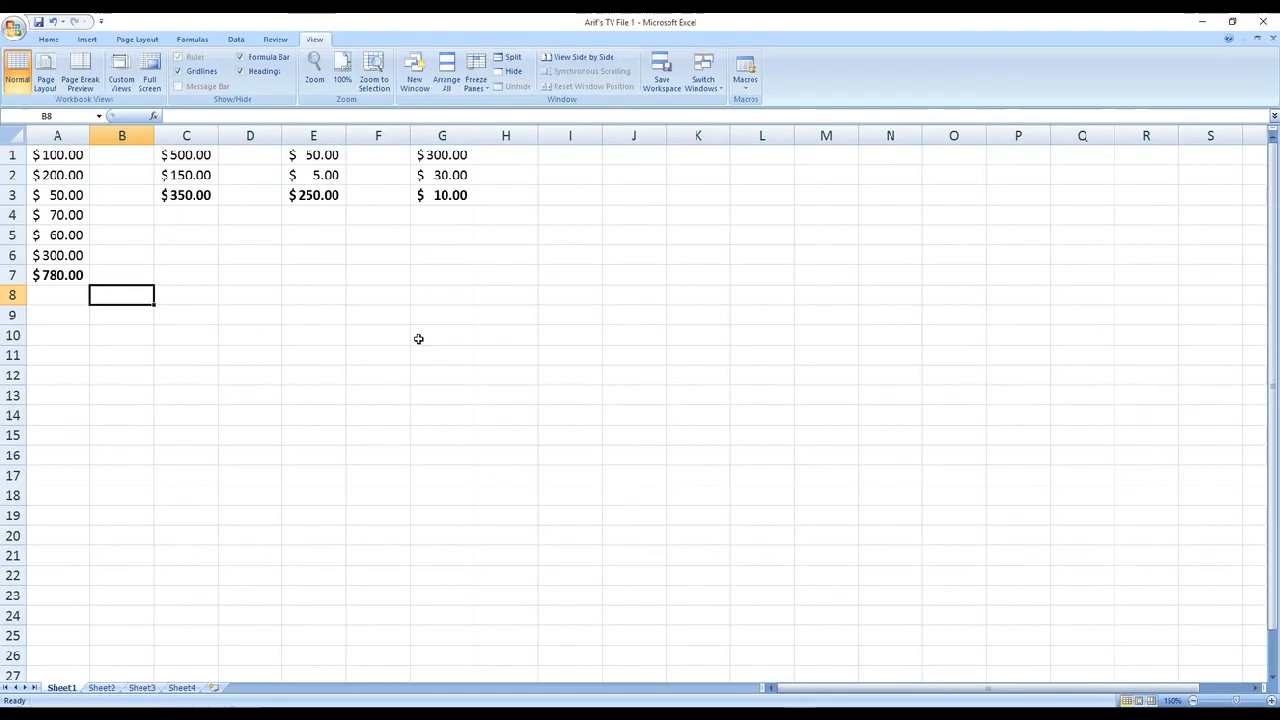 Arif's TV File 1 - Microsoft Excel
Home Insert Page Layout Formulas Data Review View
Normal Page Layout Page Break Preview Custom Views Full Screen
Workbook Views
Ruler Formula Bar
Gridlines Headings
Message Bar
Show/Hide
Zoom 100% Zoom to Selection
Zoom
New Window Arrange All Freeze Panes
Split
Hide
Unhide
View Side by Side
Synchronous Scrolling
Reset Window Position
Save Workspace Switch Windows
Window
Macros
Macros
B8 fx
A B C D E F G H I J K L M N O P Q R S
1 $ 100.00 $ 500.00 $ 50.00 $ 300.00
2 $ 200.00 $ 150.00 $ 5.00 $ 30.00
3 $ 50.00 $ 350.00 $ 250.00 $ 10.00
4 $ 70.00
5 $ 60.00
6 $ 300.00
7 $ 780.00
8
9
10
11
12
13
14
15
16
17
18
19
20
21
22
23
24
25
26
27
Sheet1 Sheet2 Sheet3 Sheet4
Ready 150%